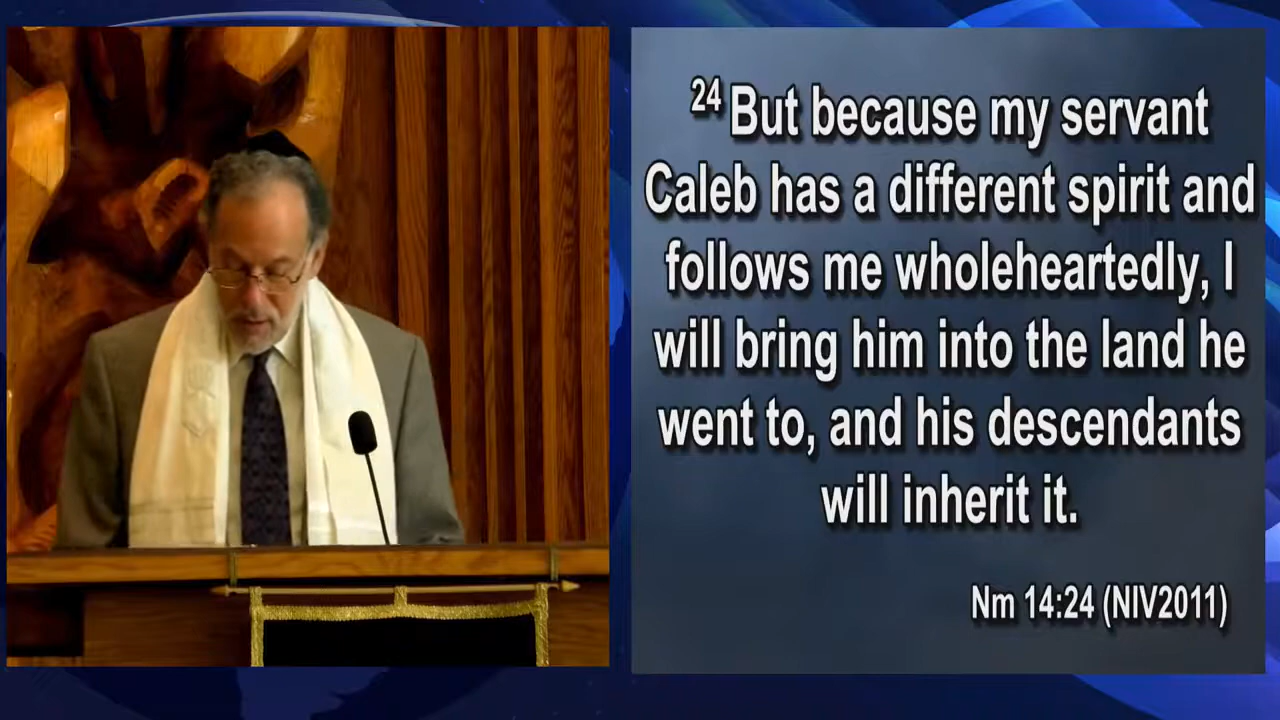 24 But because my servant
Caleb has a different spirit and
follows me wholeheartedly, I
will bring him into the land he
went to, and his descendants
will inherit it.
Nm 14:24 (NIV2011)